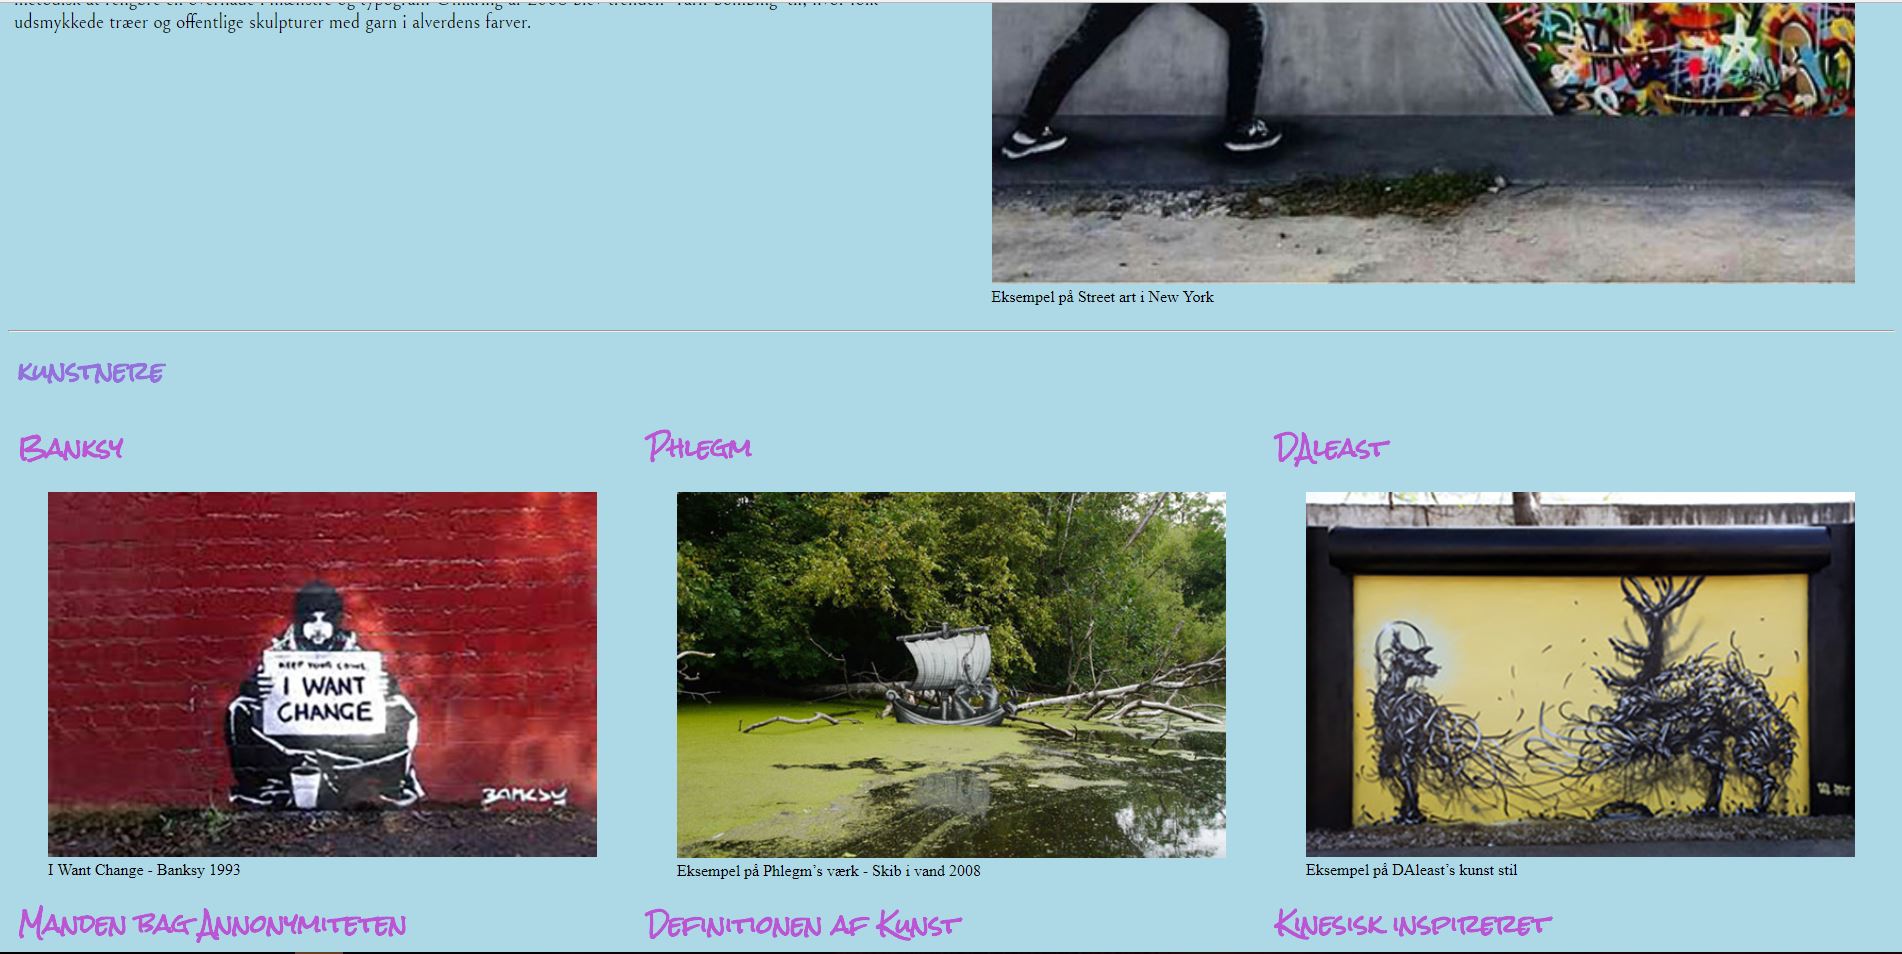 udsmykkede træer og offentlige skulpturer med garn i alverdens farver.
Eksempel på Street art i New York
KUNSTNERE
BANKSY
PHLEGM
DALEAST
KEEP YOUR COINS,
I WANT
CHANGE
BANKSY
I Want Change - Banksy 1993
Eksempel på Phlegm’s værk - Skib i vand 2008
Eksempel på DAleast’s kunst stil
MANDEN BAG ANNONYMITETEN
DEFINITIONEN AF KUNST
KINESISK INSPIRERET